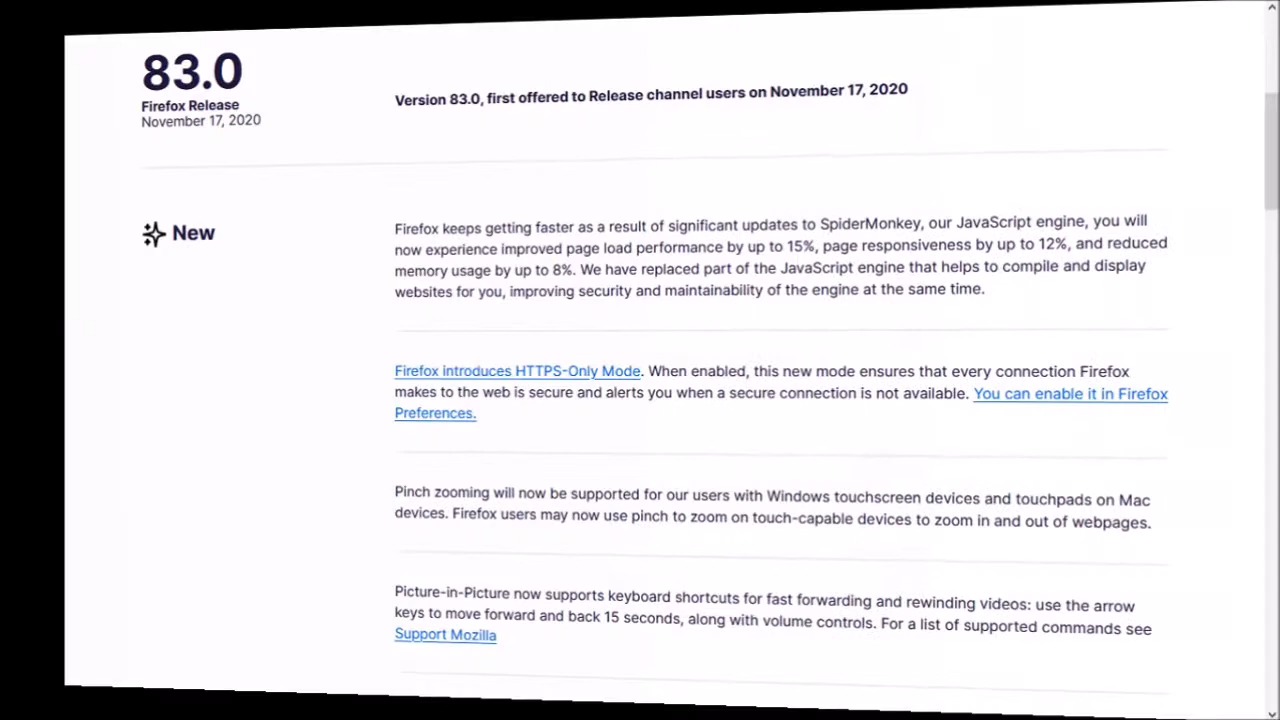 83.0
Firefox Release
November 17, 2020
Version 83.0, first offered to Release channel users on November 17, 2020
New
Firefox keeps getting faster as a result of significant updates to SpiderMonkey, our JavaScript engine, you will
now experience improved page load performance by up to 15%, page responsiveness by up to 12%, and reduced
memory usage by up to 8%. We have replaced part of the JavaScript engine that helps to compile and display
websites for you, improving security and maintainability of the engine at the same time.
Firefox introduces HTTPS-Only Mode. When enabled, this new mode ensures that every connection Firefox
makes to the web is secure and alerts you when a secure connection is not available. You can enable it in Firefox
Preferences.
Pinch zooming will now be supported for our users with Windows touchscreen devices and touchpads on Mac
devices. Firefox users may now use pinch to zoom on touch-capable devices to zoom in and out of webpages.
Picture-in-Picture now supports keyboard shortcuts for fast forwarding and rewinding videos: use the arrow
keys to move forward and back 15 seconds, along with volume controls. For a list of supported commands see
Support Mozilla